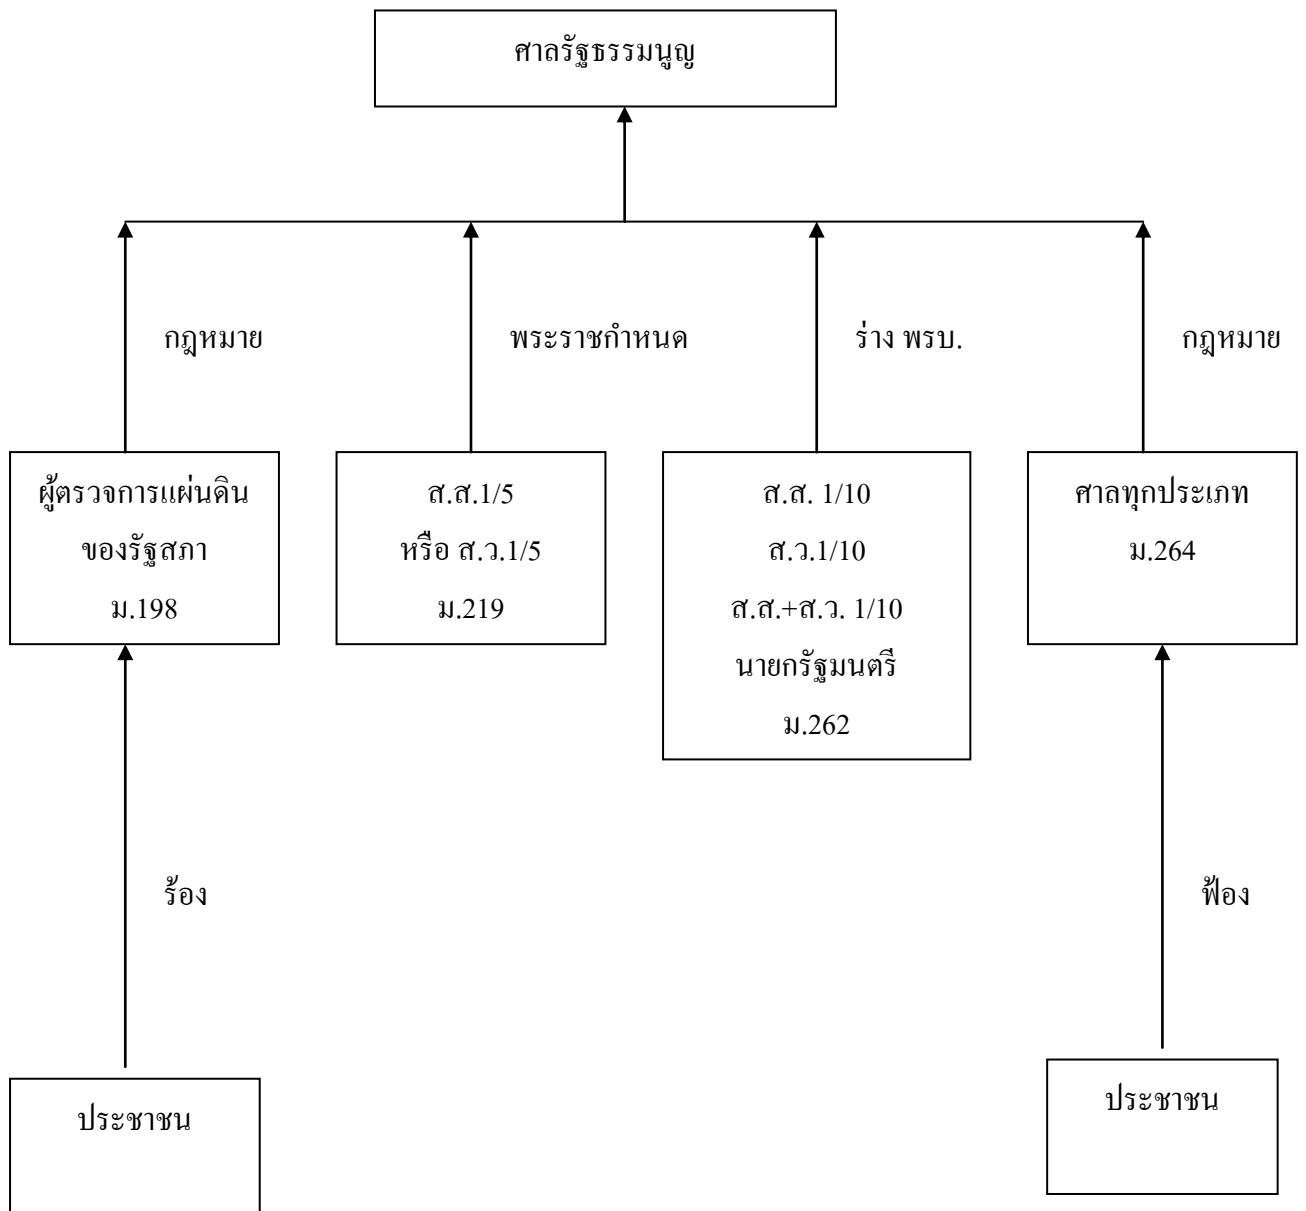 ศาลรัฐธรรมนูญ
กฎหมาย
พระราชกำหนด
ร่าง พรบ.
กฎหมาย
ผู้ตรวจการแผ่นดิน
ของรัฐสภา
ม.198
ส.ส.1/5
หรือ ส.ว.1/5
ม.219
ส.ส. 1/10
ส.ว.1/10
ส.ส.+ส.ว. 1/10
นายกรัฐมนตรี
ม.262
ศาลทุกประเภท
ม.264
ร้อง
ฟ้อง
ประชาชน
ประชาชน